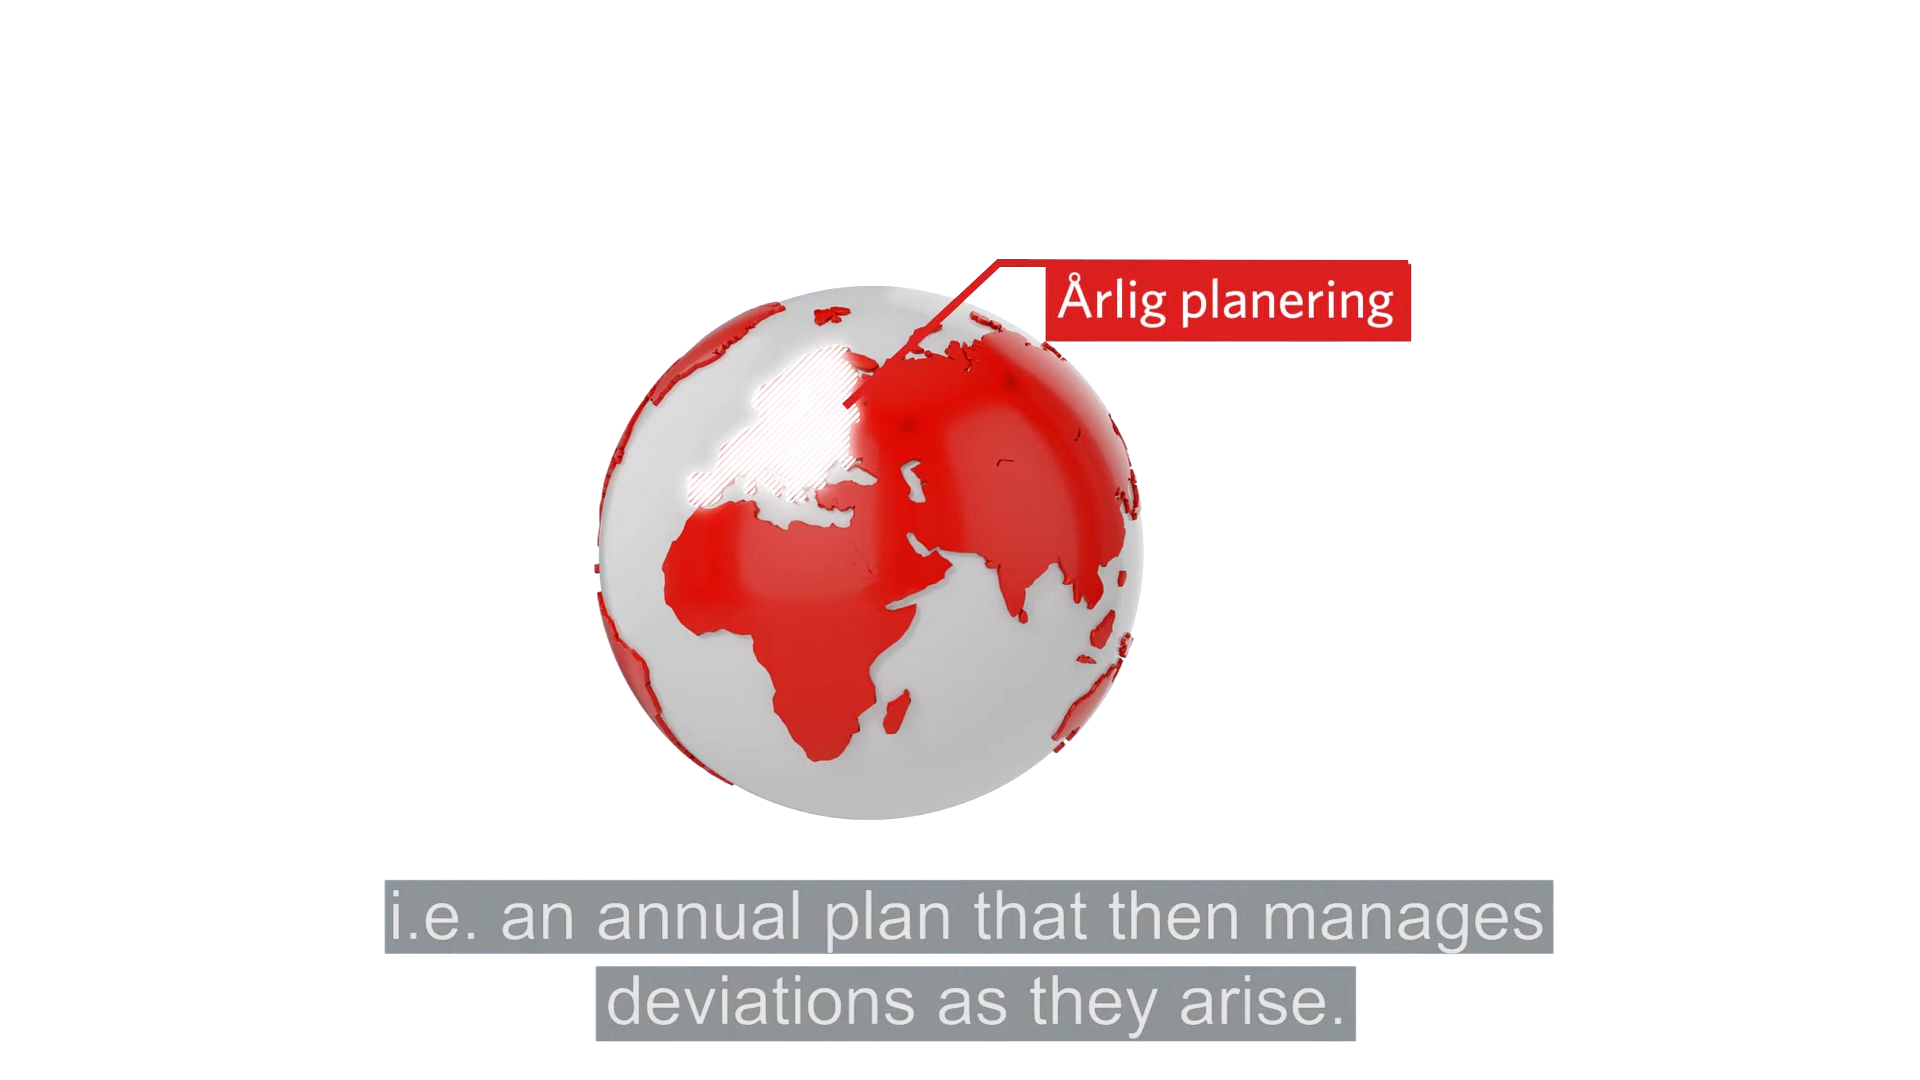 Årlig planering
i.e. an annual plan that then manages
deviations as they arise.